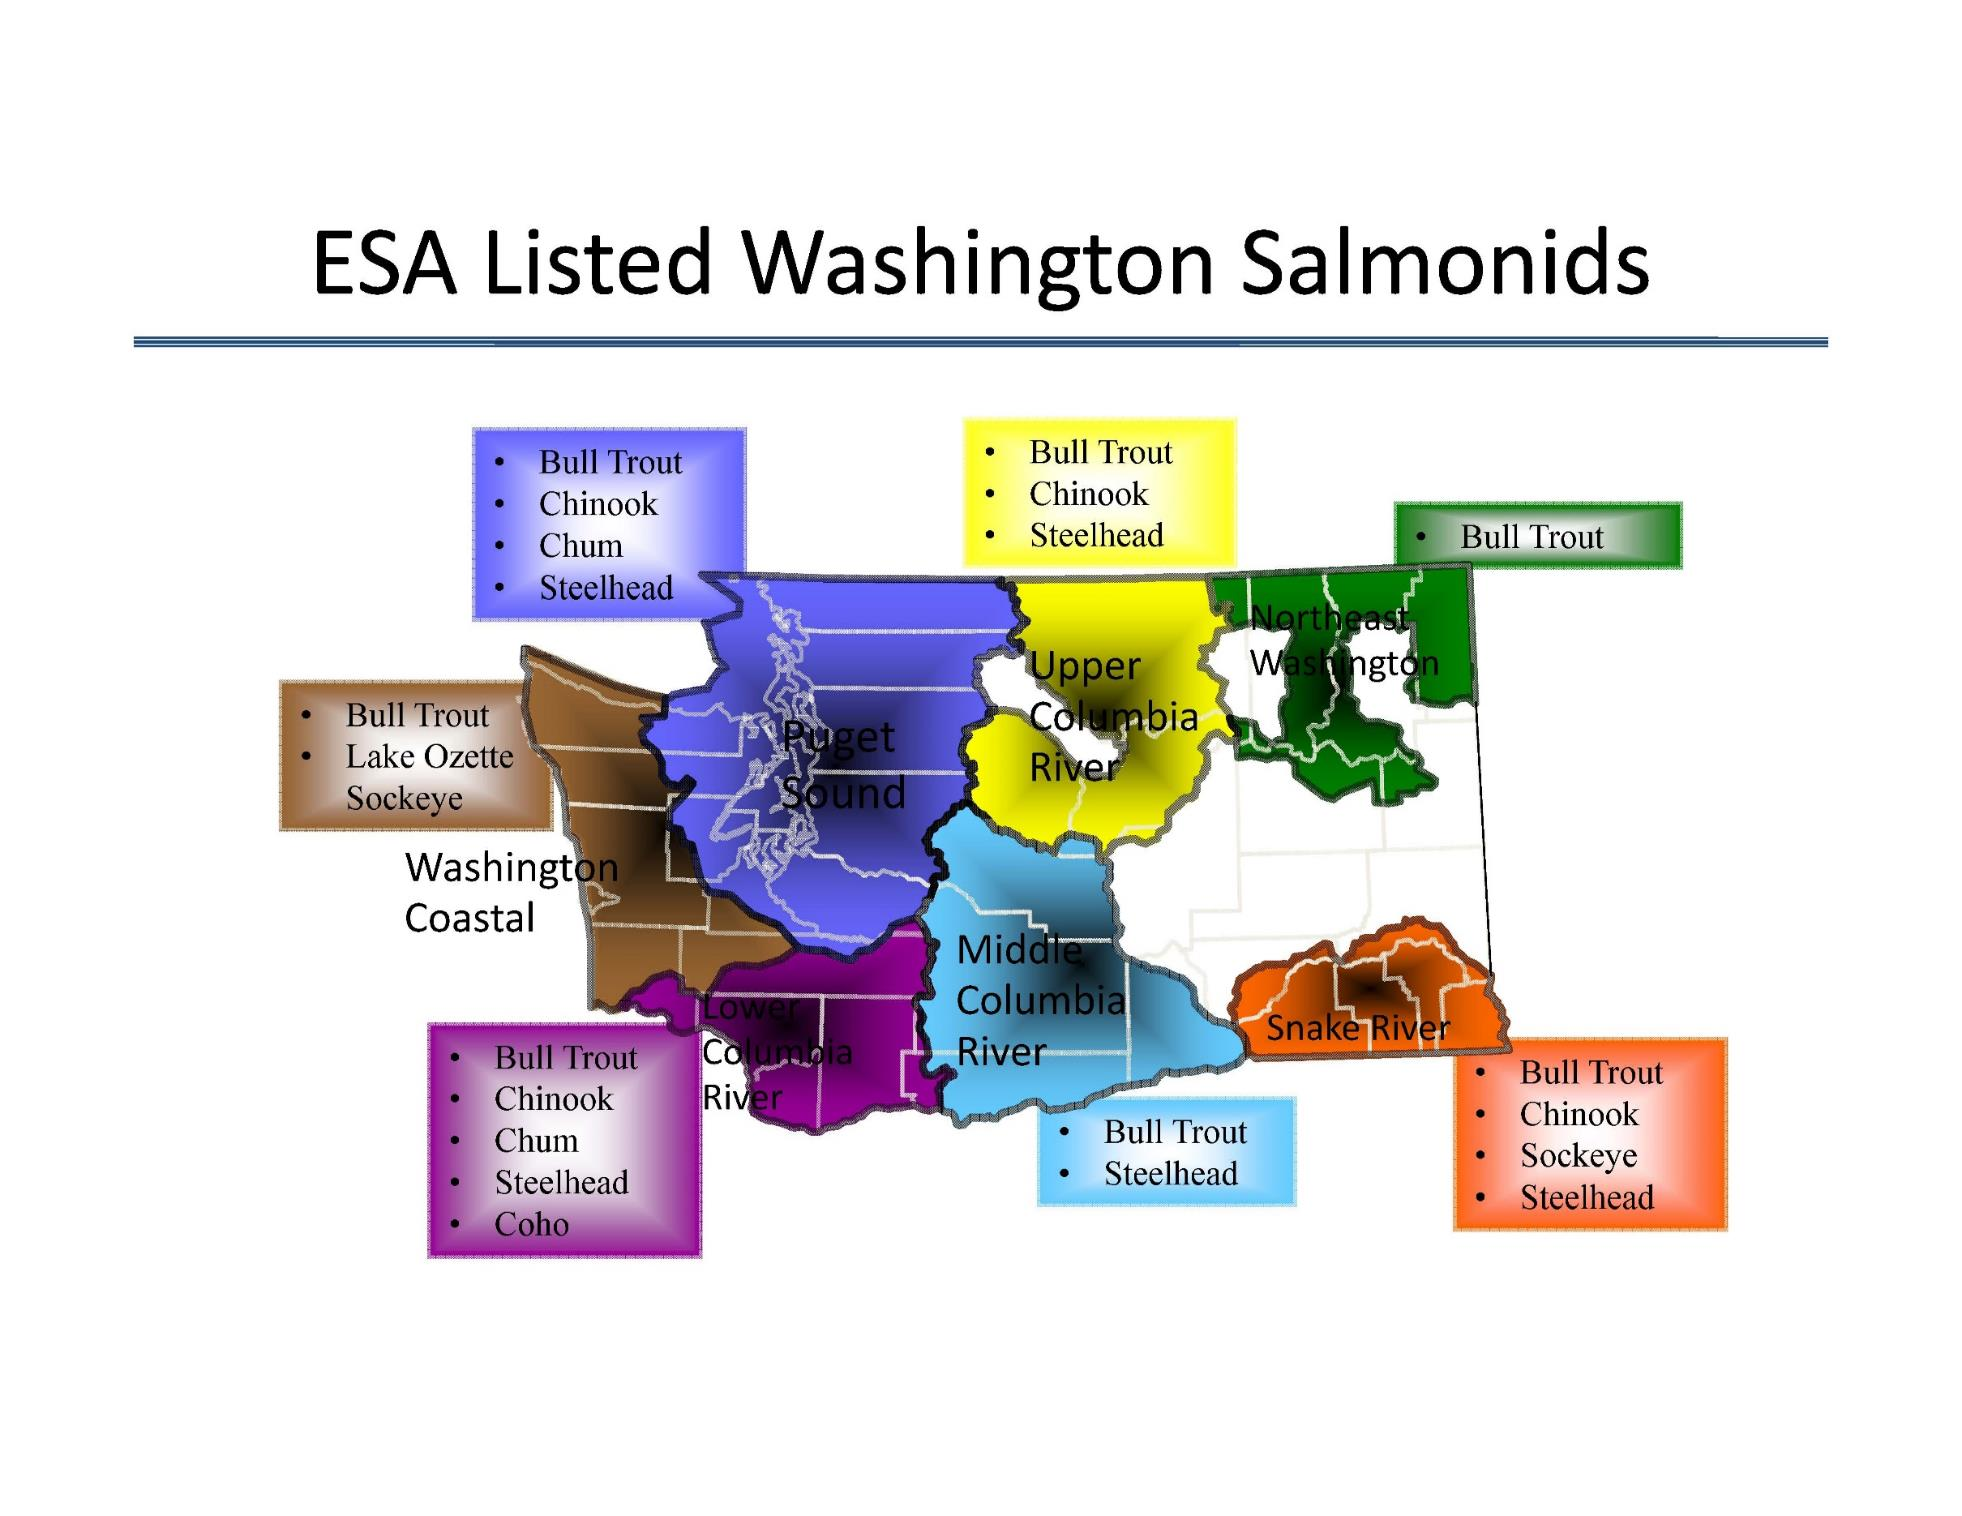 ESA Listed Washington Salmonids
• Bull Trout
• Chinook
• Chum
• Steelhead
• Bull Trout
• Chinook
• Steelhead
• Bull Trout
Northeast
Washington
Upper
Columbia
River
Puget
Sound
• Bull Trout
• Lake Ozette
Sockeye
Washington
Coastal
Middle
Columbia
River
Lower
Columbia
River
Snake River
• Bull Trout
• Chinook
• Chum
• Steelhead
• Coho
• Bull Trout
• Steelhead
• Bull Trout
• Chinook
• Sockeye
• Steelhead